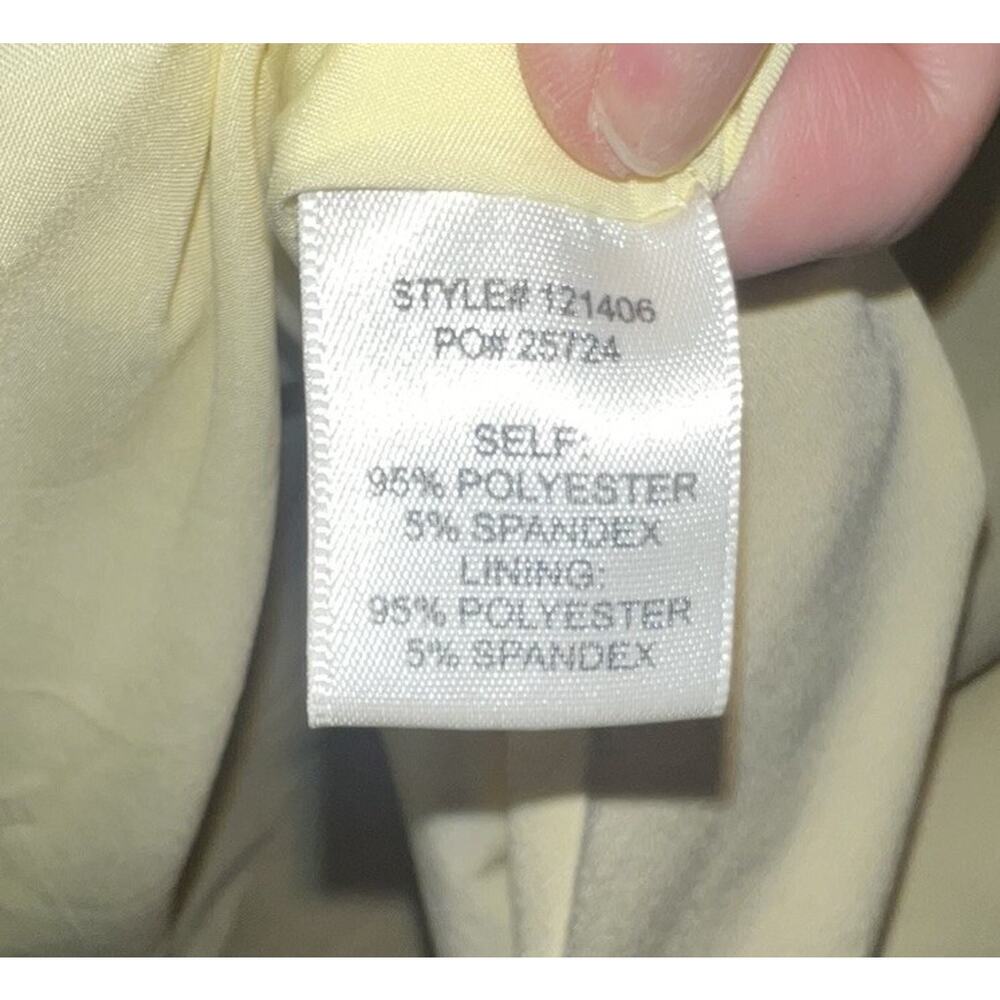 STYLE# 121406
PO# 25724
SELF:
95% POLYESTER
5% SPANDEX
LINING:
95% POLYESTER
5% SPANDEX